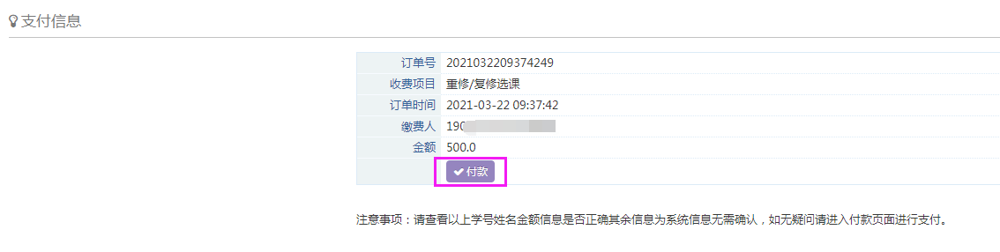 支付信息
订单号 2021032209374249
收费项目 重修/复修选课
订单时间 2021-03-22 09:37:42
缴费人 190
金额 500.0
付款
注意事项：请查看以上学号姓名金额信息是否正确其余信息为系统信息无需确认，如无疑问请进入付款页面进行支付。